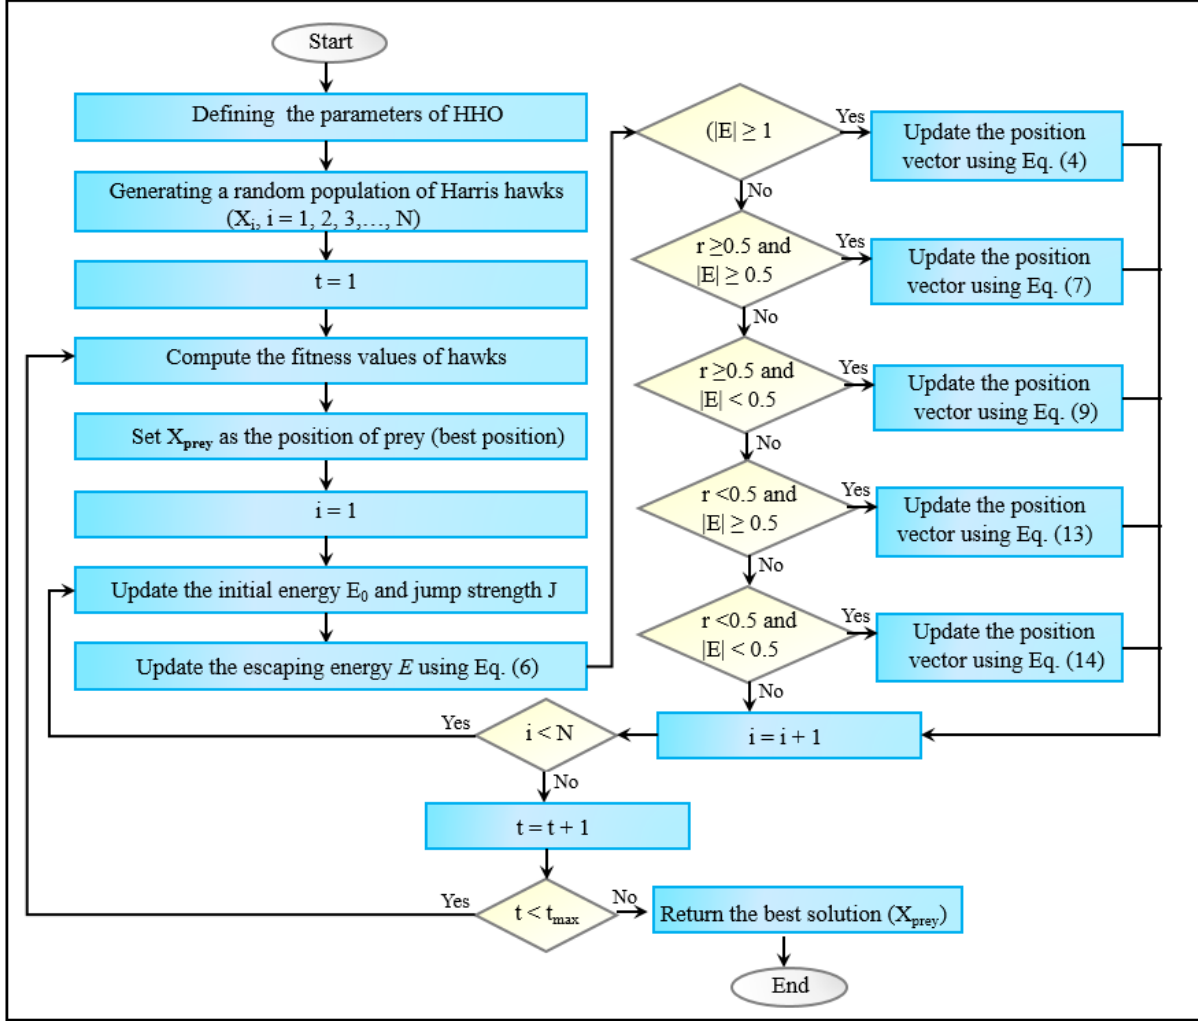 Start
Defining the parameters of HHO
Generating a random population of Harris hawks
(Xi, i = 1, 2, 3,…, N)
t = 1
Compute the fitness values of hawks
Set Xprey as the position of prey (best position)
i = 1
Update the initial energy E0 and jump strength J
Update the escaping energy E using Eq. (6)
(|E| ≥ 1
Yes
Update the position
vector using Eq. (4)
No
r ≥0.5 and
|E| ≥ 0.5
Yes
Update the position
vector using Eq. (7)
No
r ≥0.5 and
|E| < 0.5
Yes
Update the position
vector using Eq. (9)
No
r <0.5 and
|E| ≥ 0.5
Yes
Update the position
vector using Eq. (13)
No
r <0.5 and
|E| < 0.5
Yes
Update the position
vector using Eq. (14)
No
i = i + 1
i < N
Yes
No
t = t + 1
t < tmax
Yes
No
Return the best solution (Xprey)
End